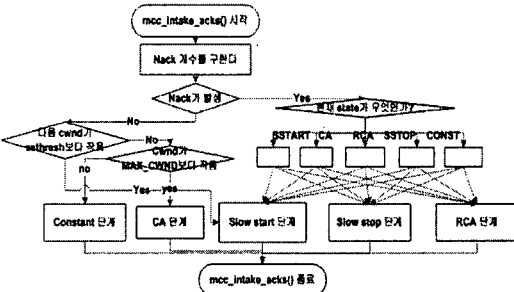 mcc_intake_acks() 시작
Nack 개수를 구한다
Nack가 발생
Yes
No
현재 state가 무엇인가?
다음 cwnd가
ssthresh보다 작음
No
Cwnd가
MAX_CWND보다 작음
SSTART
CA
RCA
SSTOP
CONST
no
Yes
yes
Constant 단계
CA 단계
Slow start 단계
Slow stop 단계
RCA 단계
mcc_intake_acks() 종료